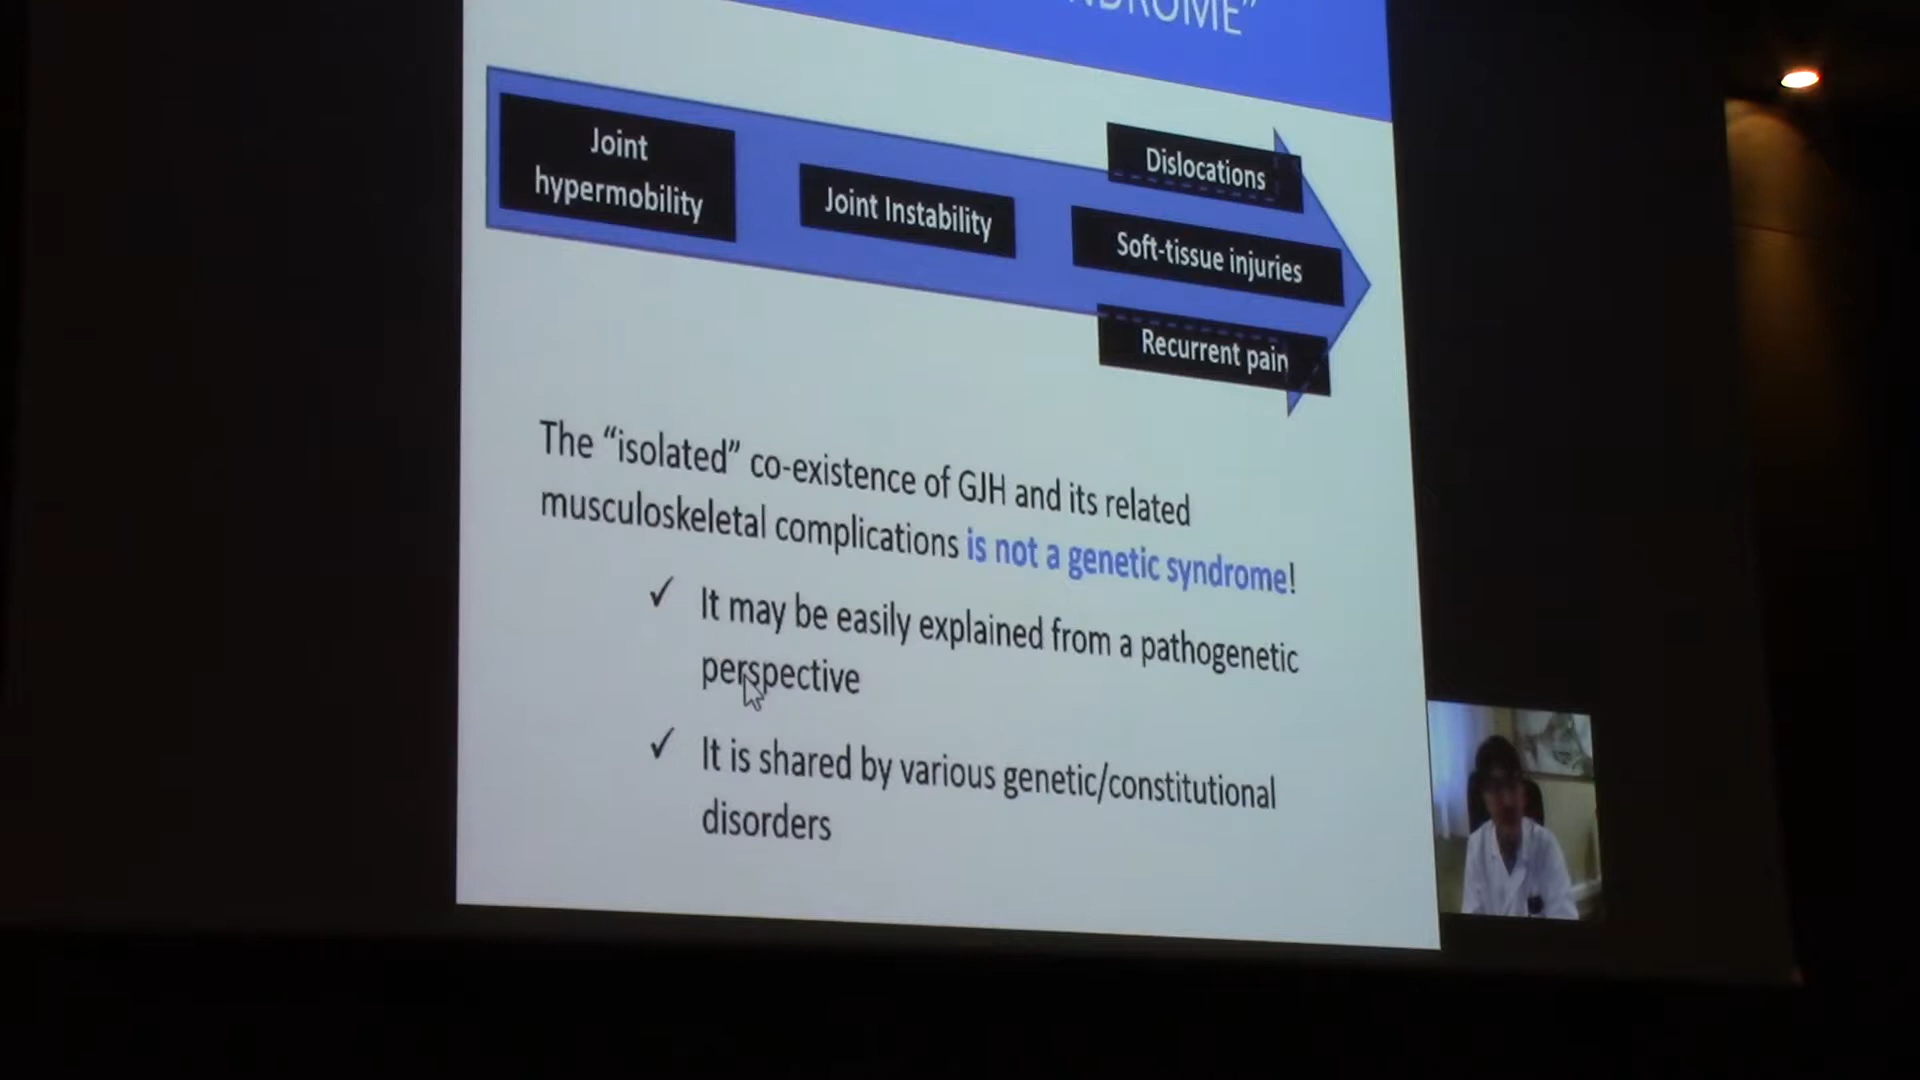 NDROME”
Joint
hypermobility
Joint Instability
Dislocations
Soft-tissue injuries
Recurrent pain
The “isolated” co-existence of GJH and its related
musculoskeletal complications is not a genetic syndrome!
✓ It may be easily explained from a pathogenetic
perspective
✓ It is shared by various genetic/constitutional
disorders